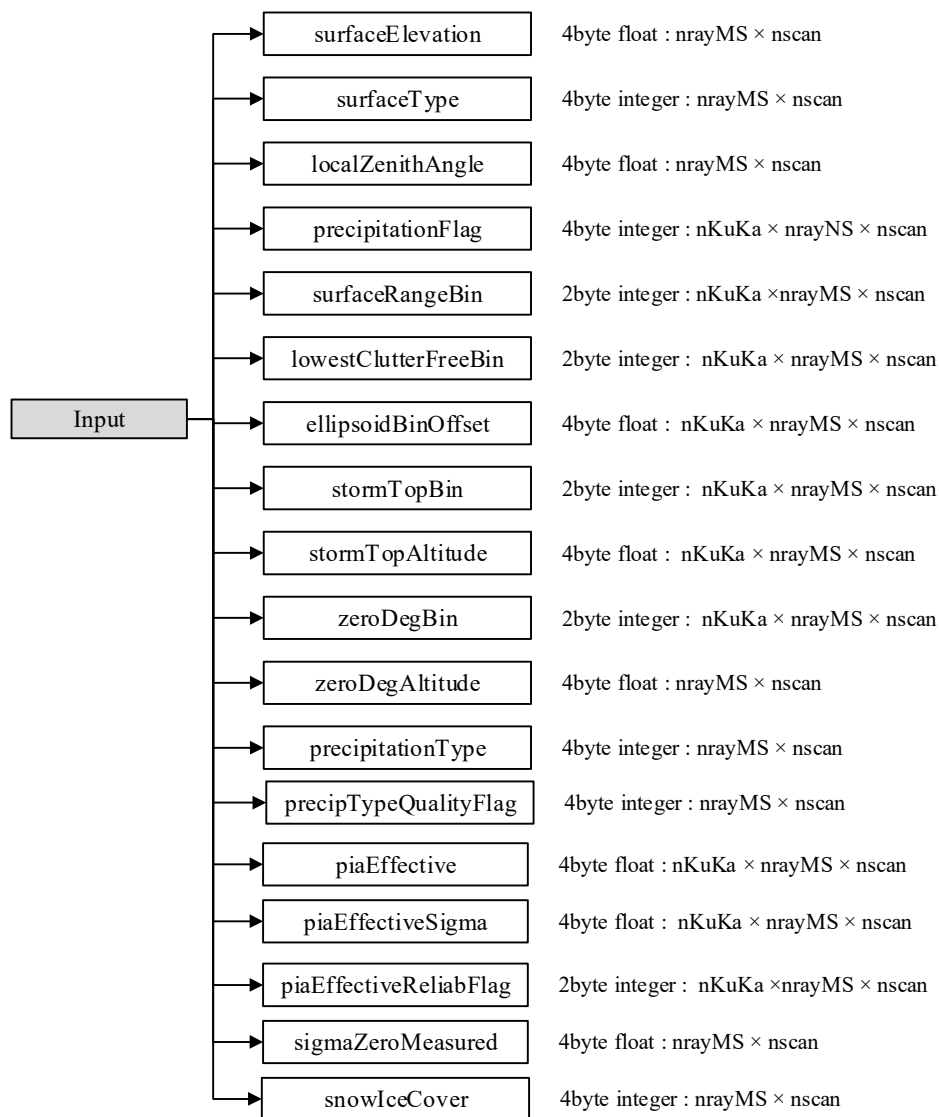 surfaceElevation 4byte float : nrayMS × nscan
surfaceType 4byte integer : nrayMS × nscan
localZenithAngle 4byte float : nrayMS × nscan
precipitationFlag 4byte integer : nKuKa × nrayNS × nscan
surfaceRangeBin 2byte integer : nKuKa ×nrayMS × nscan
lowestClutterFreeBin 2byte integer : nKuKa × nrayMS × nscan
Input
ellipsoidBinOffset 4byte float : nKuKa × nrayMS × nscan
stormTopBin 2byte integer : nKuKa × nrayMS × nscan
stormTopAltitude 4byte float : nKuKa × nrayMS × nscan
zeroDegBin 2byte integer : nKuKa × nrayMS × nscan
zeroDegAltitude 4byte float : nrayMS × nscan
precipitationType 4byte integer : nrayMS × nscan
precipTypeQualityFlag 4byte integer : nrayMS × nscan
piaEffective 4byte float : nKuKa × nrayMS × nscan
piaEffectiveSigma 4byte float : nKuKa × nrayMS × nscan
piaEffectiveReliabFlag 2byte integer : nKuKa ×nrayMS × nscan
sigmaZeroMeasured 4byte float : nrayMS × nscan
snowIceCover 4byte integer : nrayMS × nscan